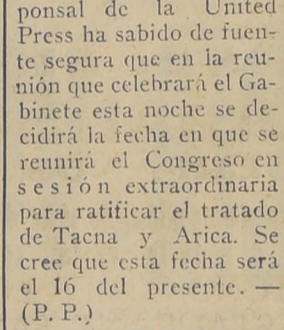 ponsal de la United
Press ha sabido de fuen-
te segura que en la reu-
nión que celebrará el Ga-
binete esta noche se de-
cidirá la fecha en que se
reunirá el Congreso en
sesión extraordinaria
para ratificar el tratado
de Tacna y Arica. Se
cree que esta fecha será
el 16 del presente. —
(P. P.)